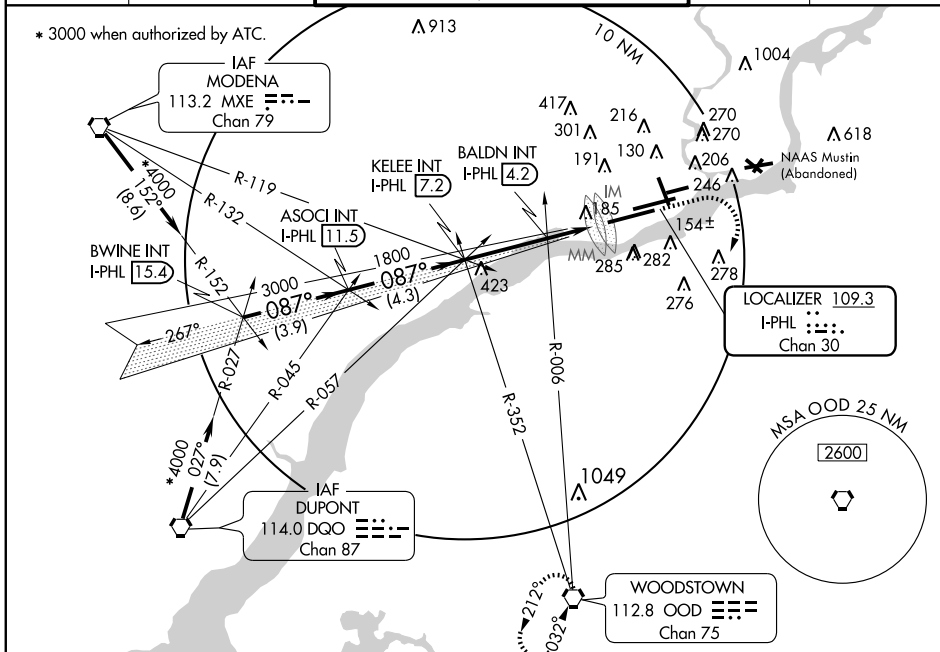 * 3000 when authorized by ATC.
913
10 NM
1004
IAF
MODENA
113.2 MXE
Chan 79
417
216
270
270
301
130
618
191
206
NAAS Mustin
(Abandoned)
KELEE INT
I-PHL 7.2
BALDN INT
I-PHL 4.2
IM
246
185
154±
*4000
152°
(8.6)
R-119
R-132
ASOCI INT
I-PHL 11.5
BWINE INT
I-PHL 15.4
R-152
MM
285
282
278
276
423
3000
087°
(3.9)
1800
087°
(4.3)
267°
R-027
R-045
R-057
R-352
R-006
LOCALIZER 109.3
I-PHL
Chan 30
MSA OOD 25 NM
2600
*4000
027°
(7.9)
1049
IAF
DUPONT
114.0 DQO
Chan 87
WOODSTOWN
112.8 OOD
Chan 75
212°
032°